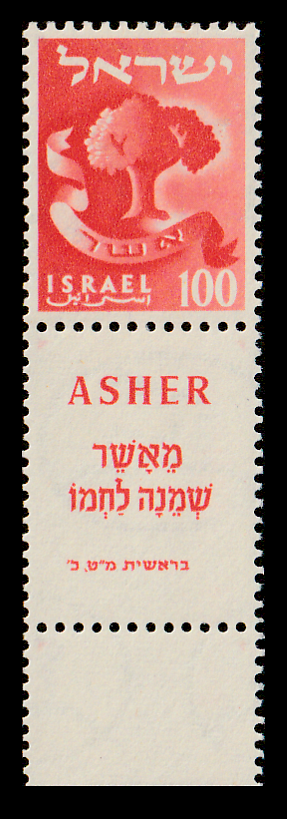 ישראל
אשר
ISRAEL 100
اسرائيل
ASHER
מֵאָשֵׁר
שְׁמֵנָה לַחְמוֹ
בראשית, מ״ט, כ׳